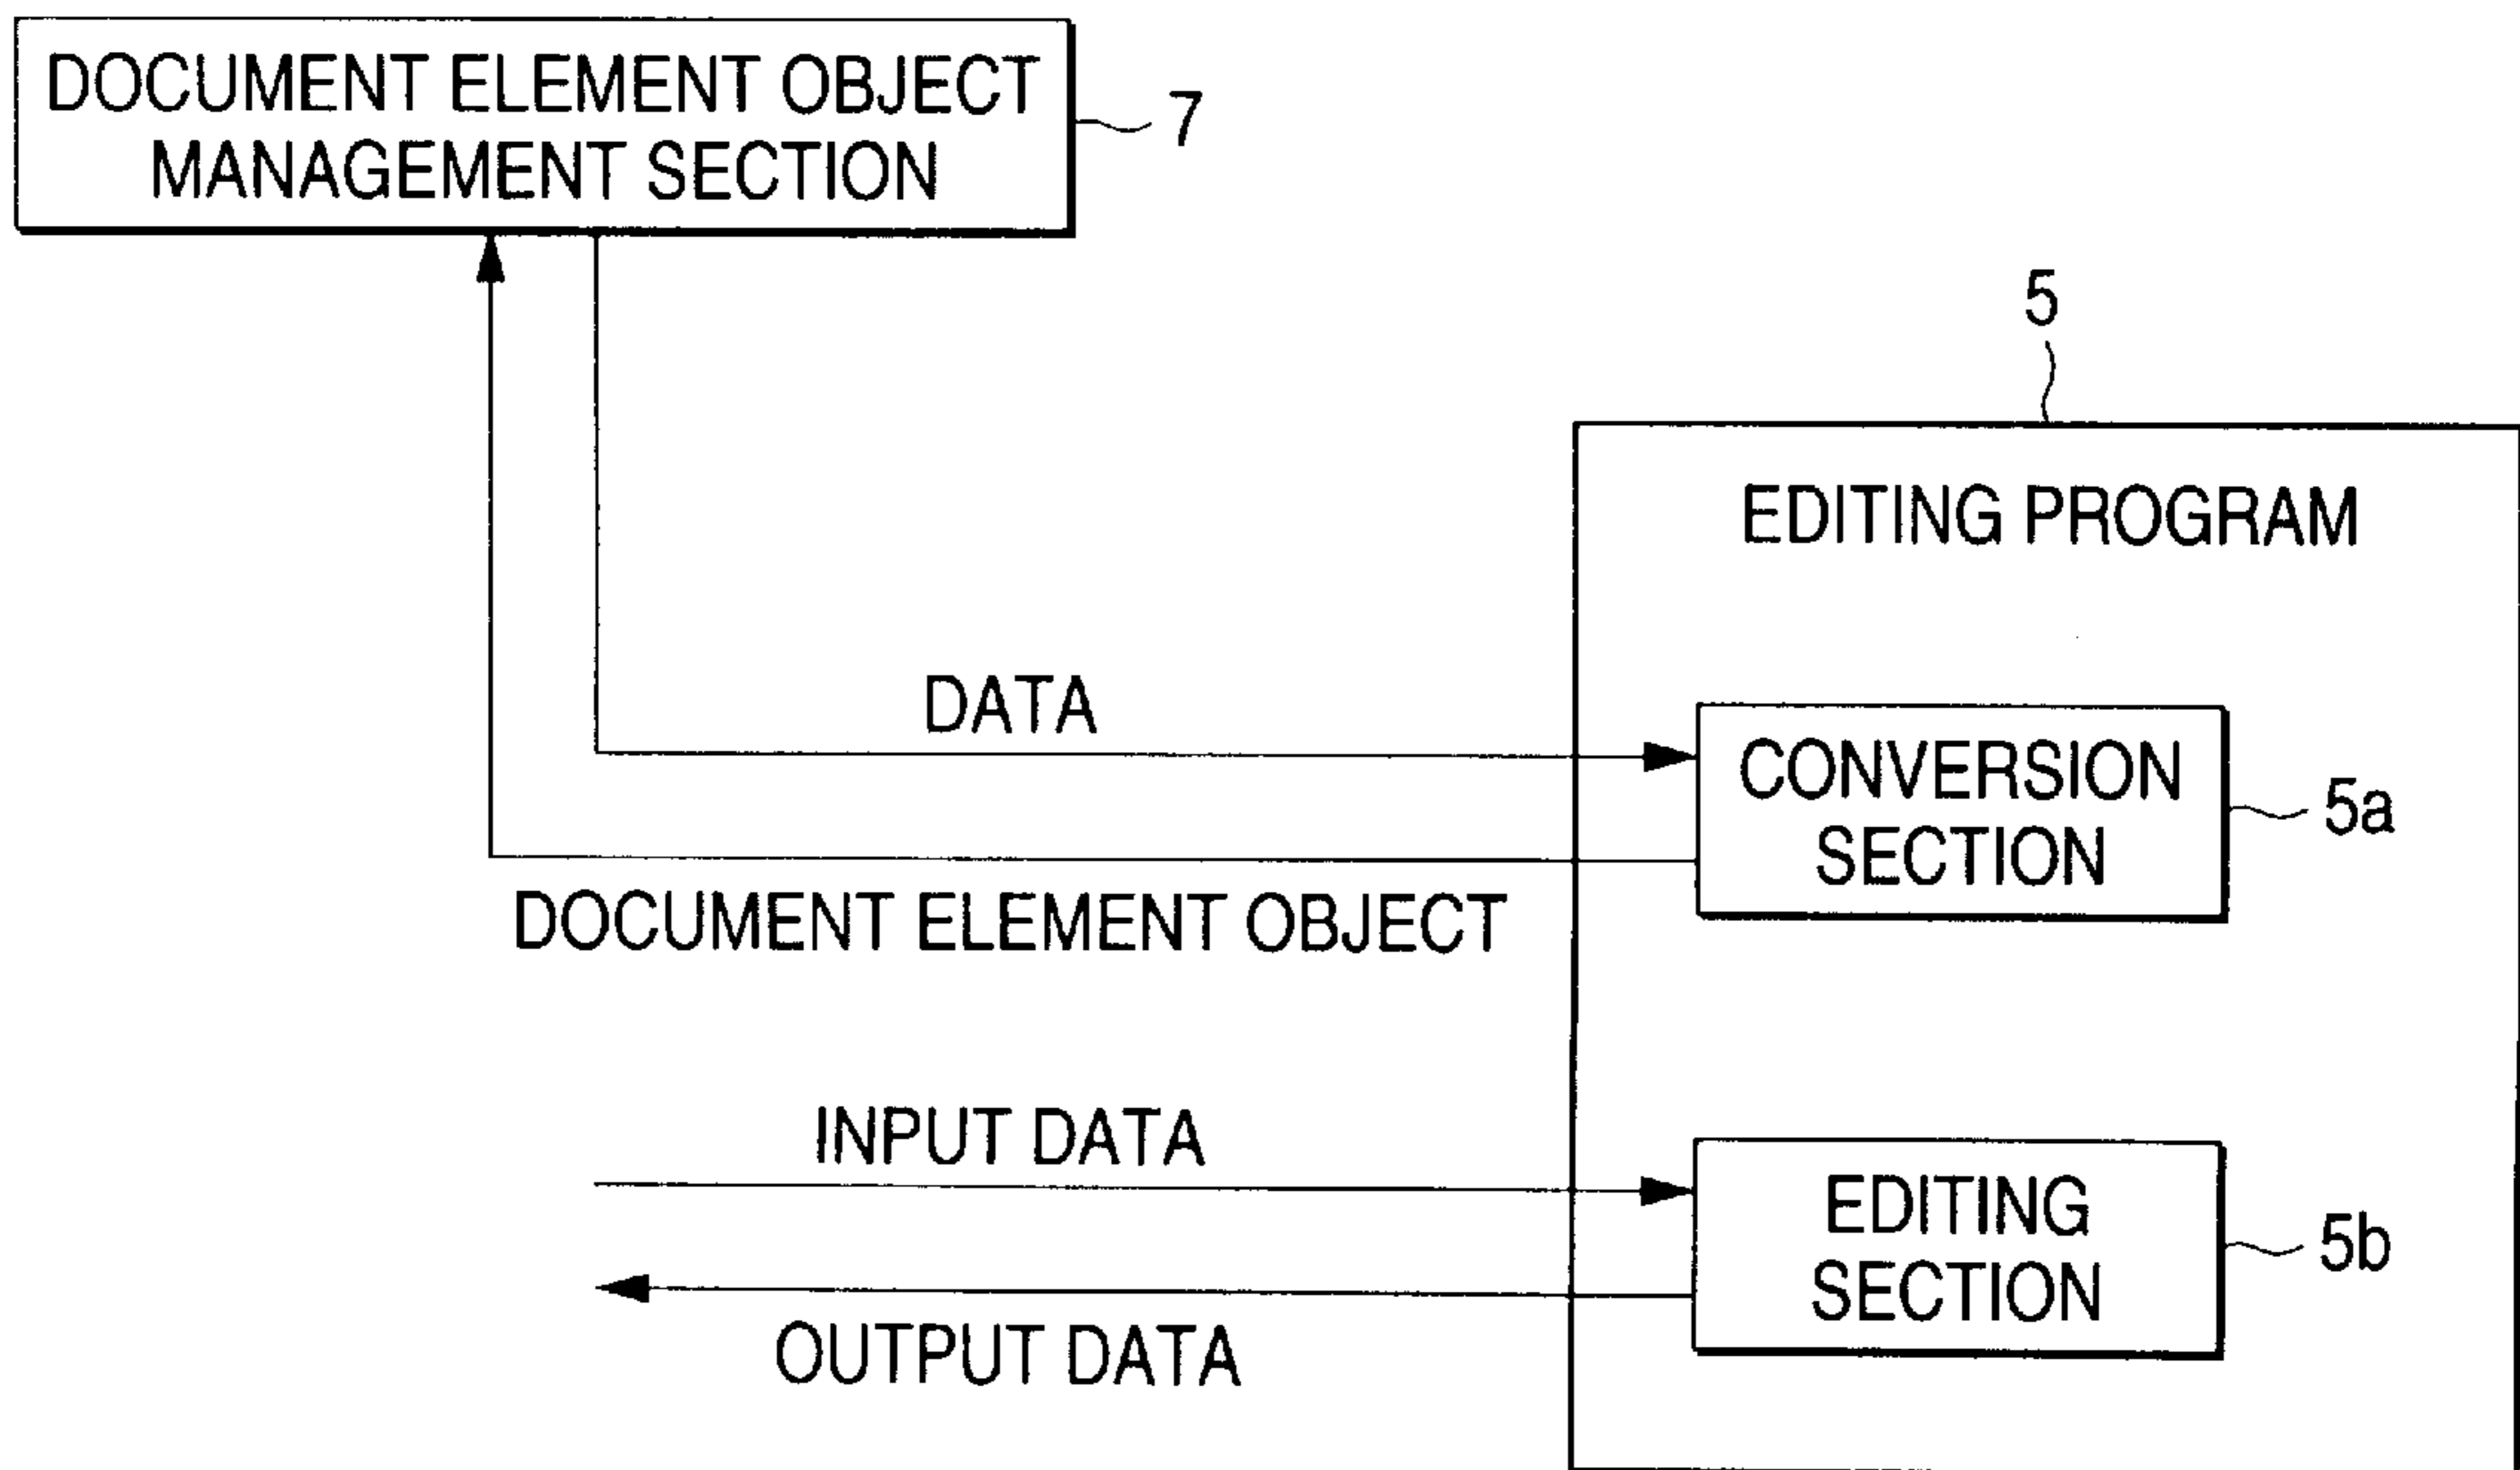 DOCUMENT ELEMENT OBJECT
MANAGEMENT SECTION
7
5
EDITING PROGRAM
DATA
CONVERSION
SECTION
5a
DOCUMENT ELEMENT OBJECT
INPUT DATA
EDITING
SECTION
5b
OUTPUT DATA